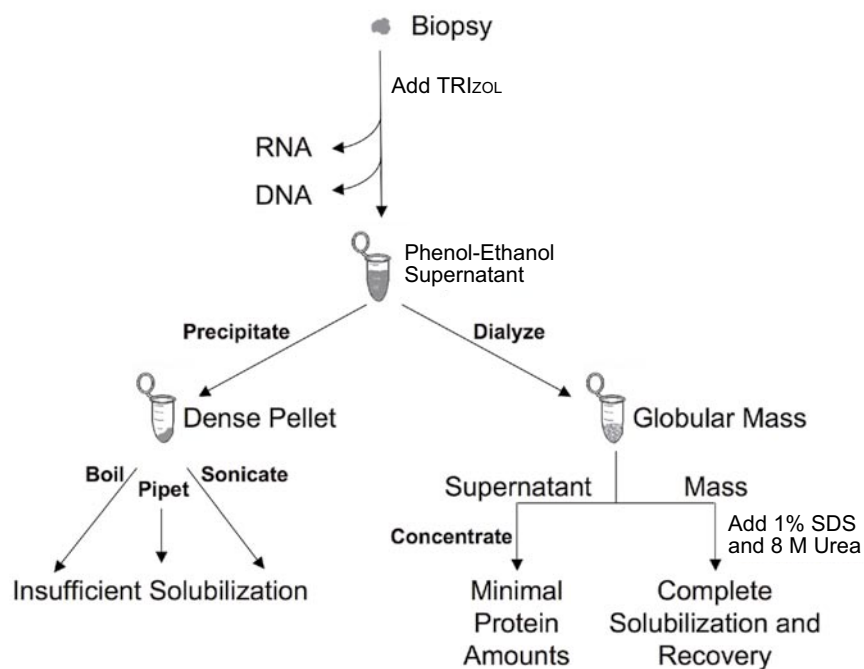 Biopsy
Add TRIZOL
RNA
DNA
Phenol-Ethanol
Supernatant
Precipitate
Dialyze
Dense Pellet
Globular Mass
Boil
Pipet
Sonicate
Supernatant
Mass
Concentrate
Add 1% SDS
and 8 M Urea
Insufficient Solubilization
Minimal
Protein
Amounts
Complete
Solubilization and
Recovery